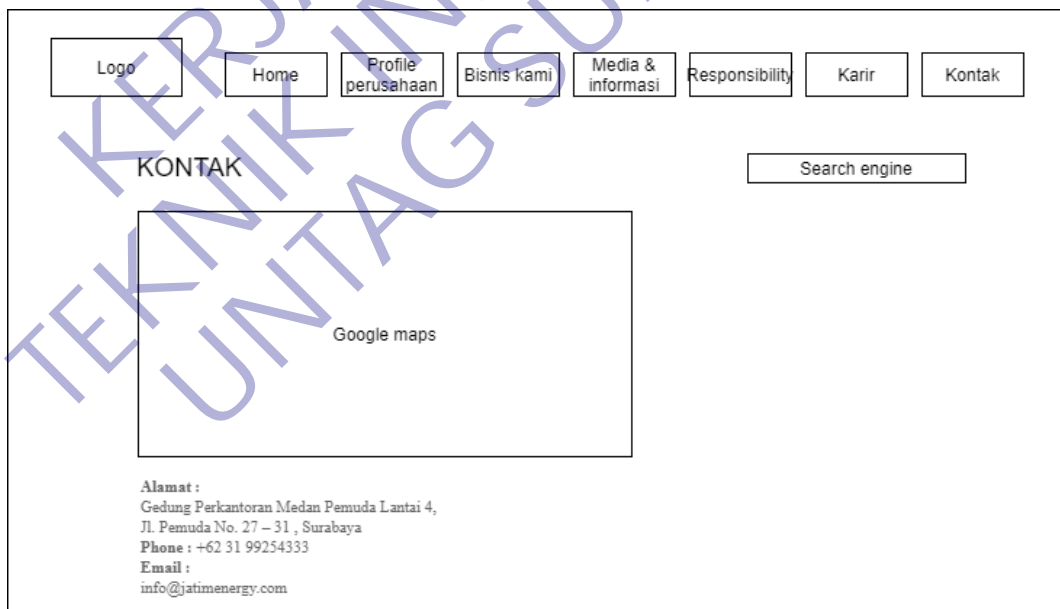 Logo
Home
Profile
perusahaan
Bisnis kami
Media &
informasi
Responsibility
Karir
Kontak
KONTAK
Search engine
Google maps
Alamat :
Gedung Perkantoran Medan Pemuda Lantai 4,
Jl. Pemuda No. 27 – 31 , Surabaya
Phone : +62 31 99254333
Email :
info@jatimenergy.com
TEKNIK IN
UNTAG SU